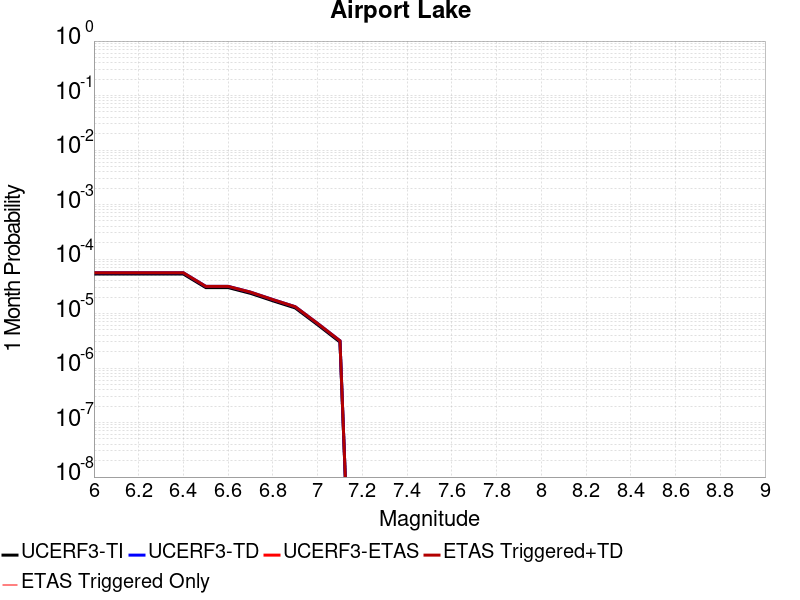 Airport Lake
10^0
10^-1
10^-2
10^-3
10^-4
10^-5
10^-6
10^-7
10^-8
1 Month Probability
6 6.2 6.4 6.6 6.8 7 7.2 7.4 7.6 7.8 8 8.2 8.4 8.6 8.8 9
Magnitude
UCERF3-TI UCERF3-TD UCERF3-ETAS ETAS Triggered+TD
ETAS Triggered Only